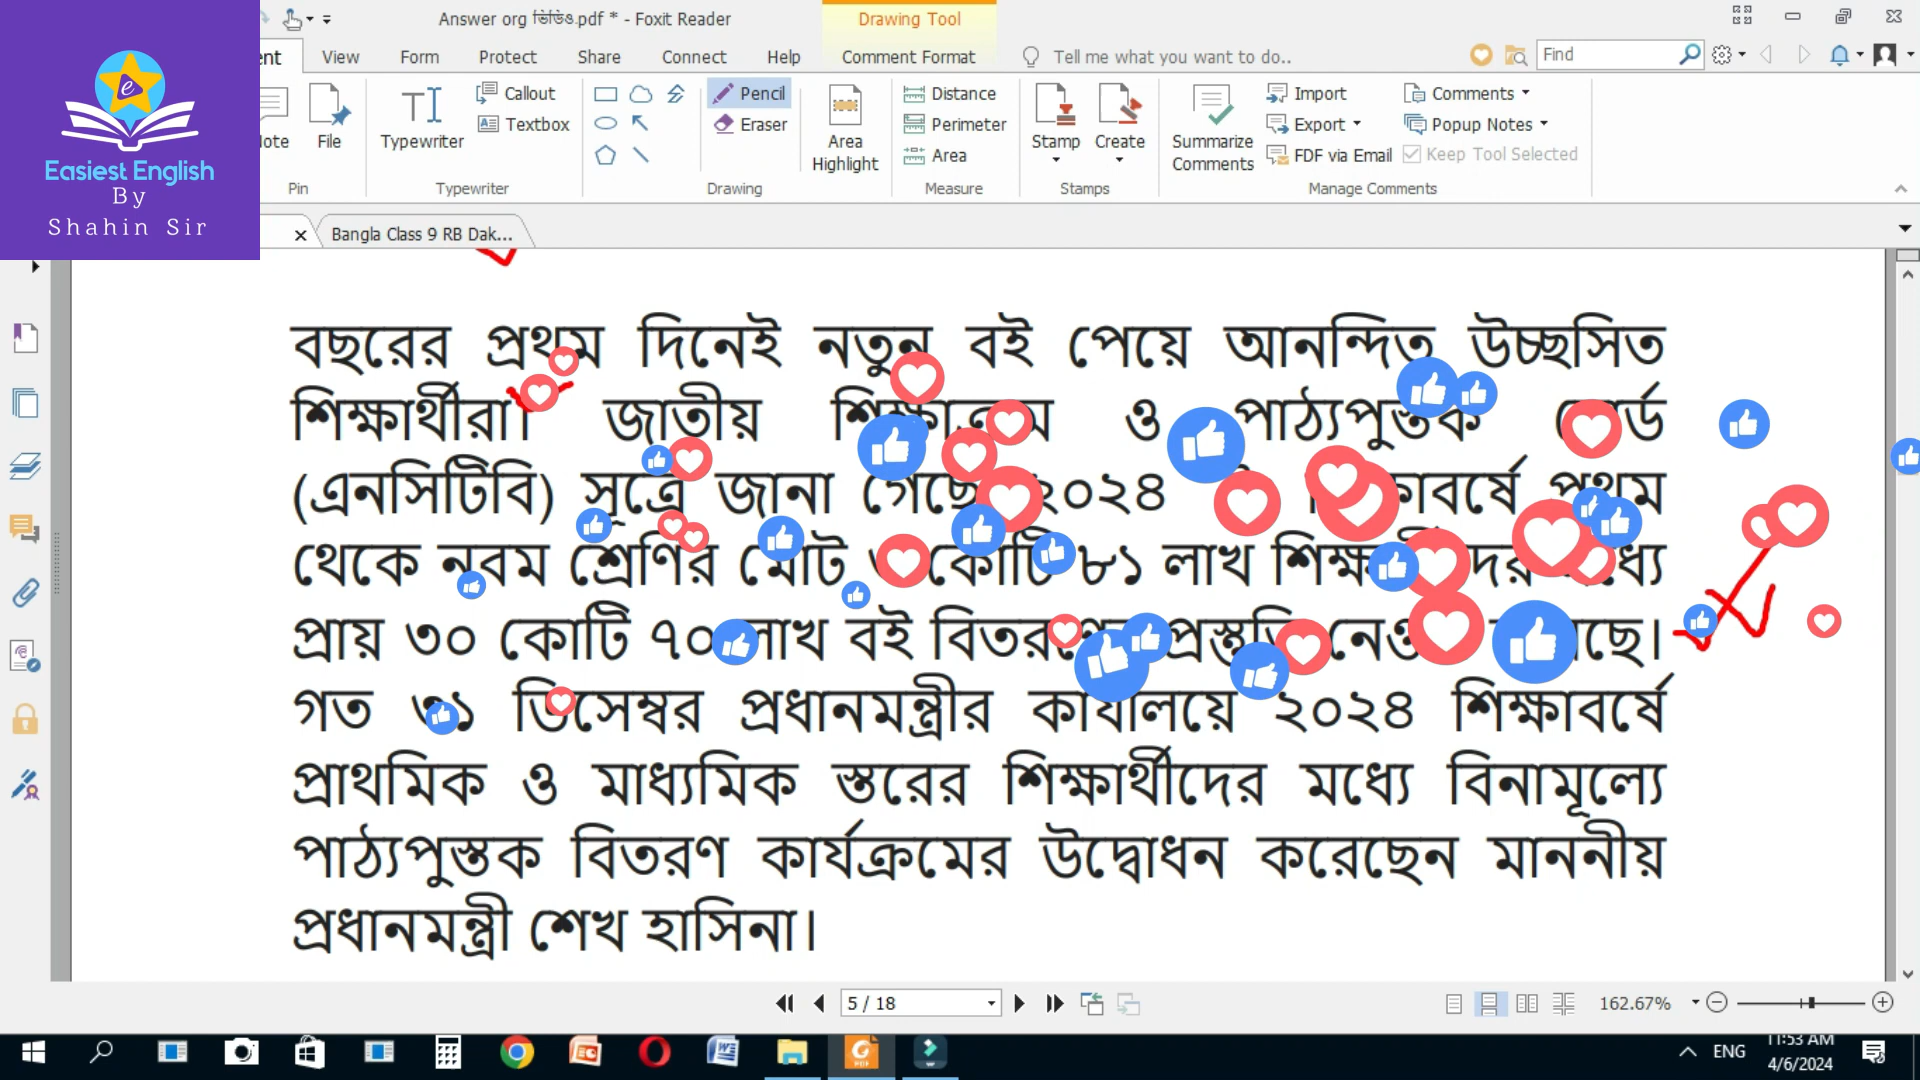 Answer org ভিডিও.pdf * - Foxit Reader
Drawing Tool
ent View Form Protect Share Connect Help Comment Format Tell me what you want to do.. Find
Note File Typewriter Callout Textbox Pencil Eraser Area Highlight Distance Perimeter Area Stamp Create Summarize Comments Import Export FDF via Email Comments Popup Notes Keep Tool Selected
Pin Typewriter Drawing Measure Stamps Manage Comments
Easiest English
By
Shahin Sir
Bangla Class 9 RB Dak...
বছরের প্রথম দিনেই নতুন বই পেয়ে আনন্দিত উচ্ছসিত
শিক্ষার্থীরা। জাতীয় শিক্ষাক্রম ও পাঠ্যপুস্তক
(এনসিটিবি) সূত্রে জানা গেছে ২০২৪ প্রথম
থেকে নবম শ্রেণির মোট কোটি ৮১ লাখ
প্রায় ৩০ কোটি ৭০ লাখ বই প্রস্তুতি
গত ৩১ ডিসেম্বর প্রধানমন্ত্রীর কার্যালয়ে ২০২৪ শিক্ষাবর্ষে
প্রাথমিক ও মাধ্যমিক স্তরের শিক্ষার্থীদের মধ্যে বিনামূল্যে
পাঠ্যপুস্তক বিতরণ কার্যক্রমের উদ্বোধন করেছেন মাননীয়
প্রধানমন্ত্রী শেখ হাসিনা।
5 / 18 162.67%
ENG 11:53 AM
4/6/2024